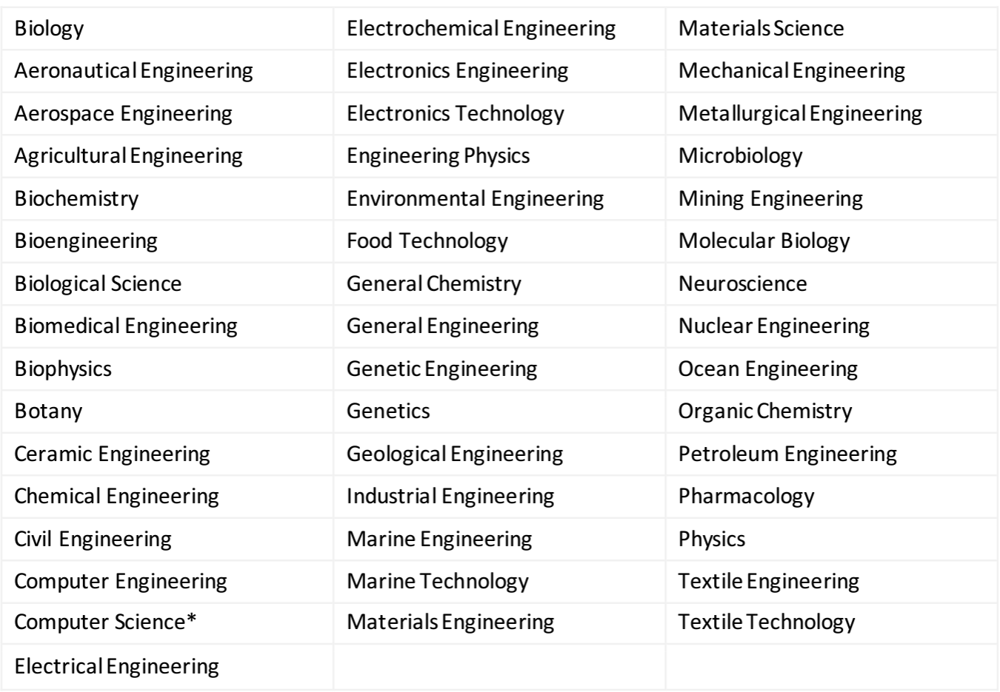 Biology Electrochemical Engineering Materials Science
Aeronautical Engineering Electronics Engineering Mechanical Engineering
Aerospace Engineering Electronics Technology Metallurgical Engineering
Agricultural Engineering Engineering Physics Microbiology
Biochemistry Environmental Engineering Mining Engineering
Bioengineering Food Technology Molecular Biology
Biological Science General Chemistry Neuroscience
Biomedical Engineering General Engineering Nuclear Engineering
Biophysics Genetic Engineering Ocean Engineering
Botany Genetics Organic Chemistry
Ceramic Engineering Geological Engineering Petroleum Engineering
Chemical Engineering Industrial Engineering Pharmacology
Civil Engineering Marine Engineering Physics
Computer Engineering Marine Technology Textile Engineering
Computer Science* Materials Engineering Textile Technology
Electrical Engineering